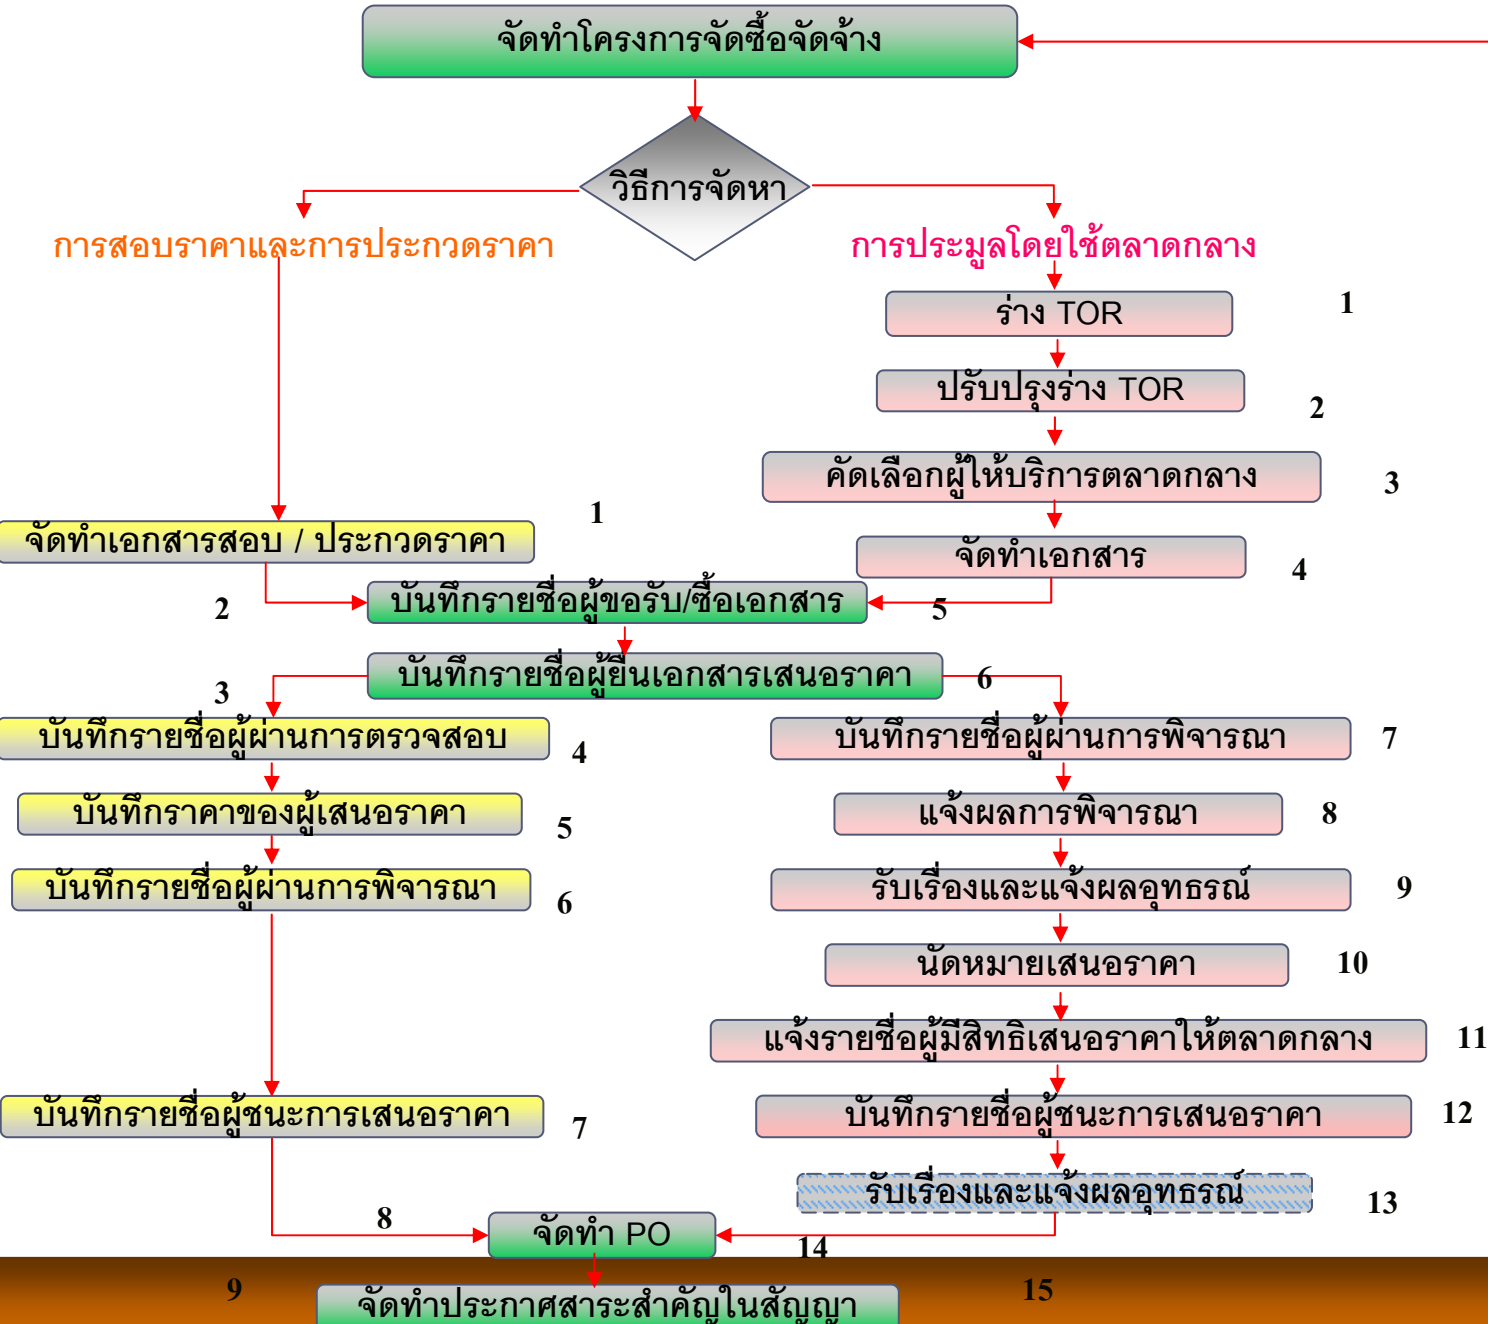 จัดทำโครงการจัดซื้อจัดจ้าง
วิธีการจัดหา
การสอบราคาและการประกวดราคา
การประมูลโดยใช้ตลาดกลาง
ร่าง TOR
1
ปรับปรุงร่าง TOR
2
คัดเลือกผู้ให้บริการตลาดกลาง
3
จัดทำเอกสารสอบ / ประกวดราคา
1
จัดทำเอกสาร
4
2
บันทึกรายชื่อผู้ขอรับ/ซื้อเอกสาร
5
3
บันทึกรายชื่อผู้ยื่นเอกสารเสนอราคา
6
บันทึกรายชื่อผู้ผ่านการตรวจสอบ
4
บันทึกรายชื่อผู้ผ่านการพิจารณา
7
บันทึกราคาของผู้เสนอราคา
5
แจ้งผลการพิจารณา
8
บันทึกรายชื่อผู้ผ่านการพิจารณา
6
รับเรื่องและแจ้งผลอุทธรณ์
9
นัดหมายเสนอราคา
10
แจ้งรายชื่อผู้มีสิทธิเสนอราคาให้ตลาดกลาง
11
บันทึกรายชื่อผู้ชนะการเสนอราคา
7
บันทึกรายชื่อผู้ชนะการเสนอราคา
12
รับเรื่องและแจ้งผลอุทธรณ์
13
8
จัดทำ PO
14
9
จัดทำประกาศสาระสำคัญในสัญญา
15